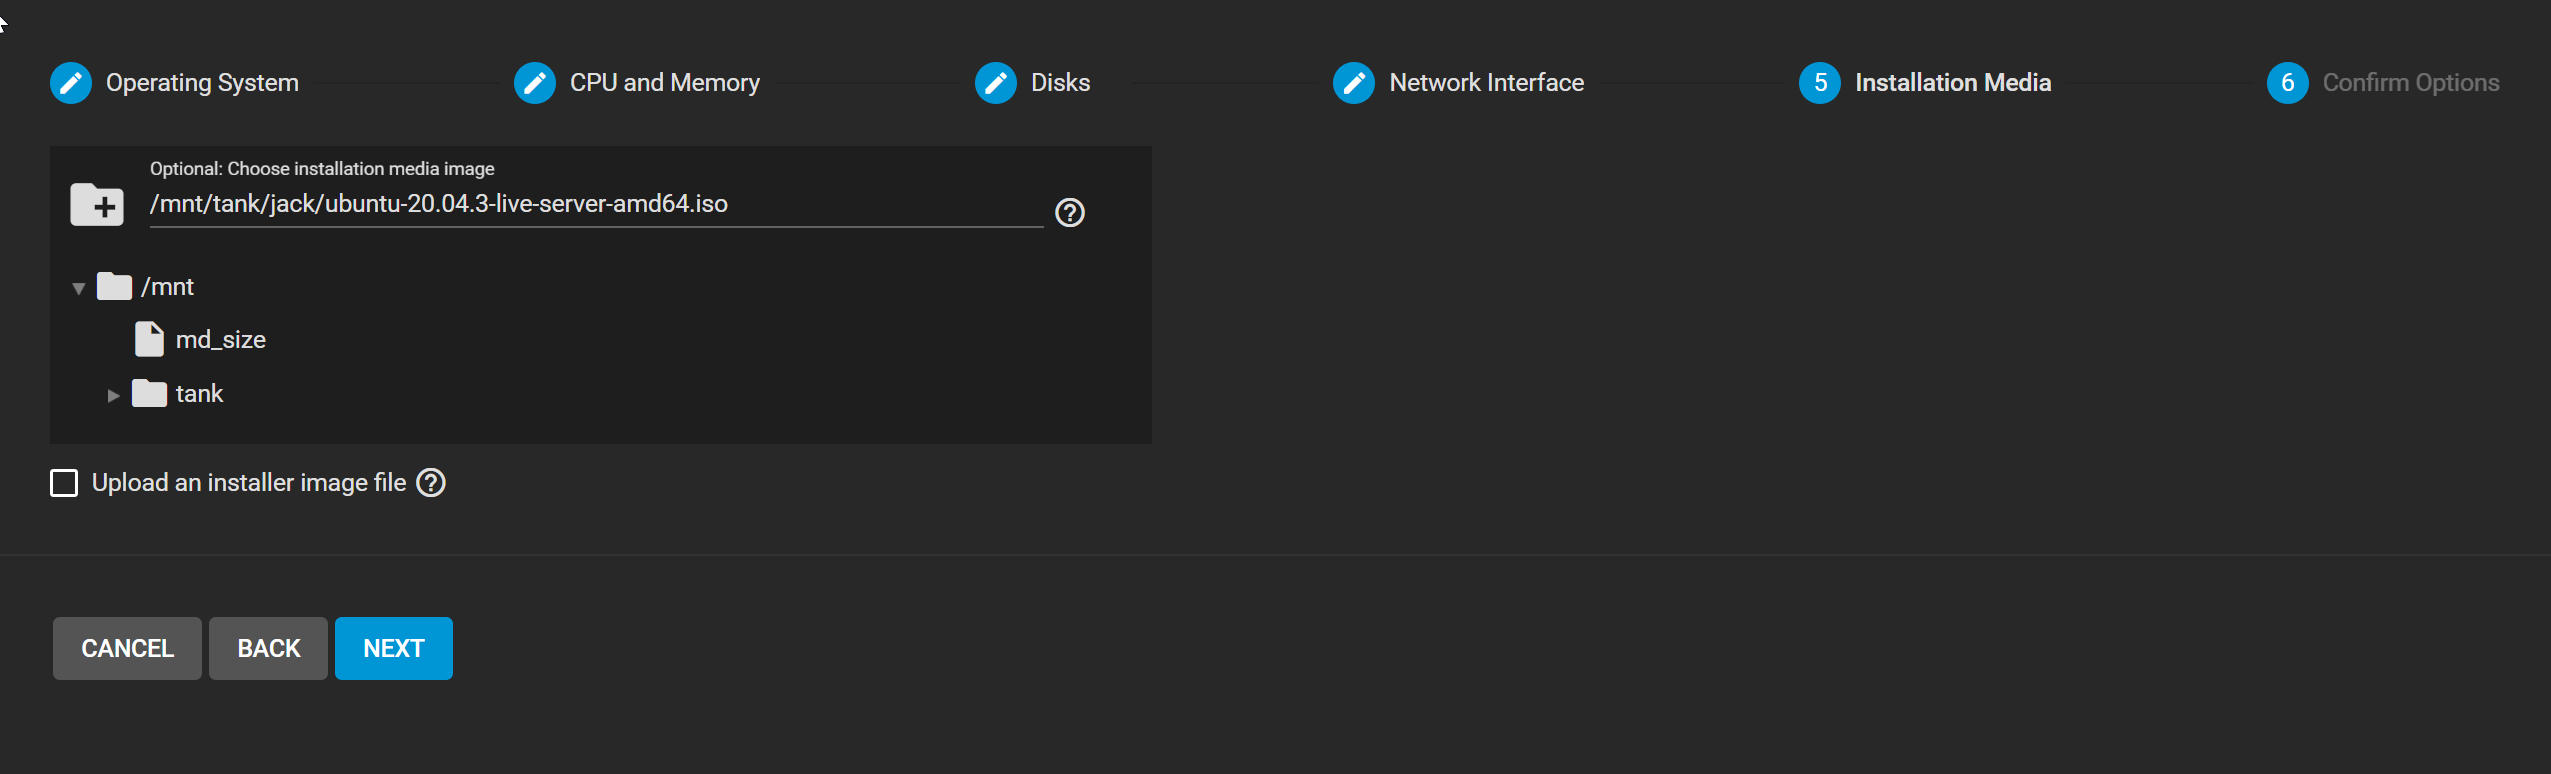 Operating System
CPU and Memory
Disks
Network Interface
5 Installation Media
6 Confirm Options
Optional: Choose installation media image
/mnt/tank/jack/ubuntu-20.04.3-live-server-amd64.iso
/mnt
md_size
tank
Upload an installer image file
CANCEL BACK NEXT